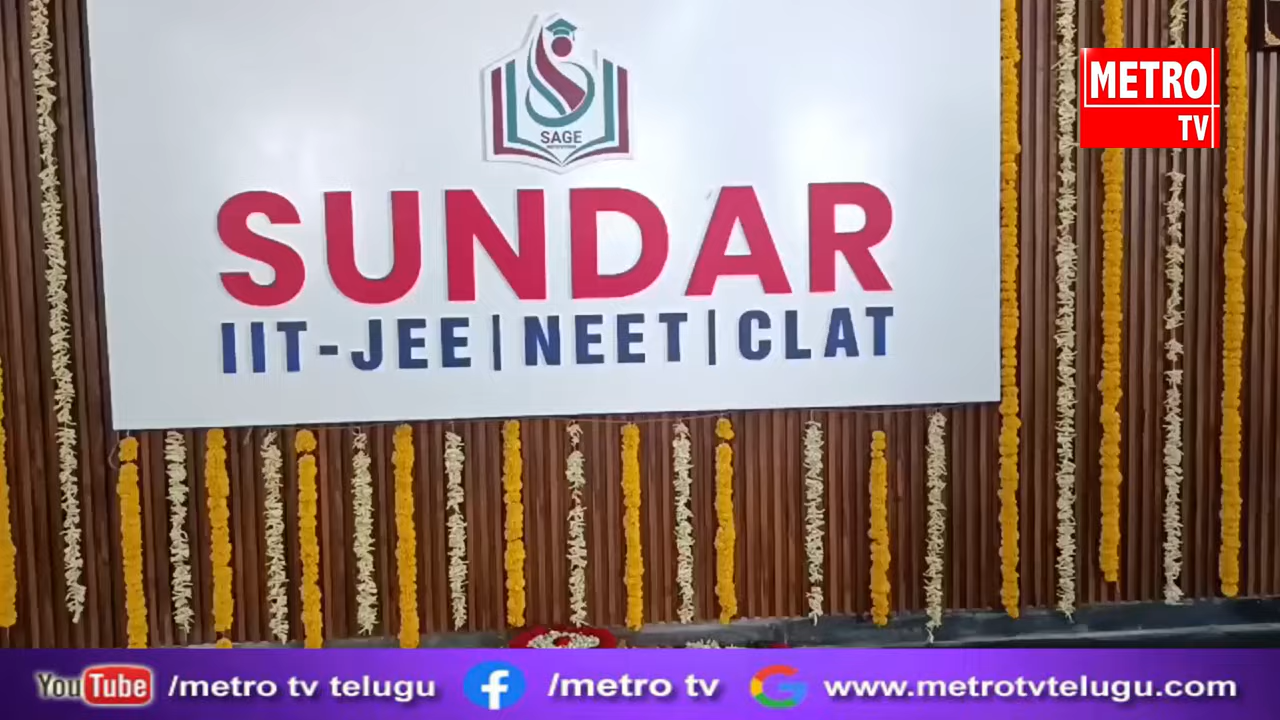 METRO
TV
SAGE
SUNDAR
IIT-JEE|NEET|CLAT
YouTube /metro tv telugu /metro tv www.metrotvtelugu.com